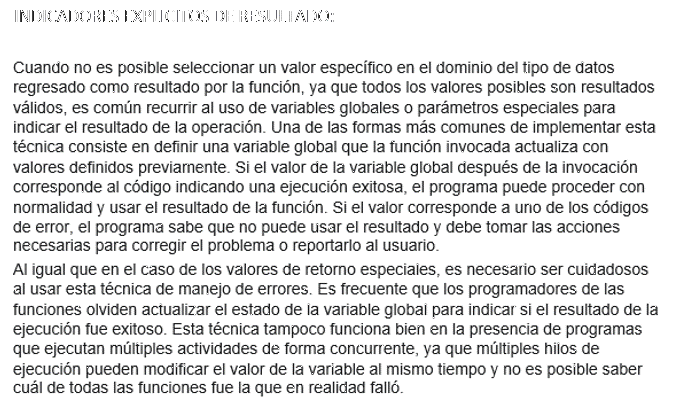 INDICADORES EXPLICITOS DE RESULTADO:
Cuando no es posible seleccionar un valor específico en el dominio del tipo de datos
regresado como resultado por la función, ya que todos los valores posibles son resultados
válidos, es común recurrir al uso de variables globales o parámetros especiales para
indicar el resultado de la operación. Una de las formas más comunes de implementar esta
técnica consiste en definir una variable global que la función invocada actualiza con
valores definidos previamente. Si el valor de la variable global después de la invocación
corresponde al código indicando una ejecución exitosa, el programa puede proceder con
normalidad y usar el resultado de la función. Si el valor corresponde a uno de los códigos
de error, el programa sabe que no puede usar el resultado y debe tomar las acciones
necesarias para corregir el problema o reportarlo al usuario.
Al igual que en el caso de los valores de retorno especiales, es necesario ser cuidadosos
al usar esta técnica de manejo de errores. Es frecuente que los programadores de las
funciones olviden actualizar el estado de la variable global para indicar si el resultado de la
ejecución fue exitoso. Esta técnica tampoco funciona bien en la presencia de programas
que ejecutan múltiples actividades de forma concurrente, ya que múltiples hilos de
ejecución pueden modificar el valor de la variable al mismo tiempo y no es posible saber
cuál de todas las funciones fue la que en realidad falló.